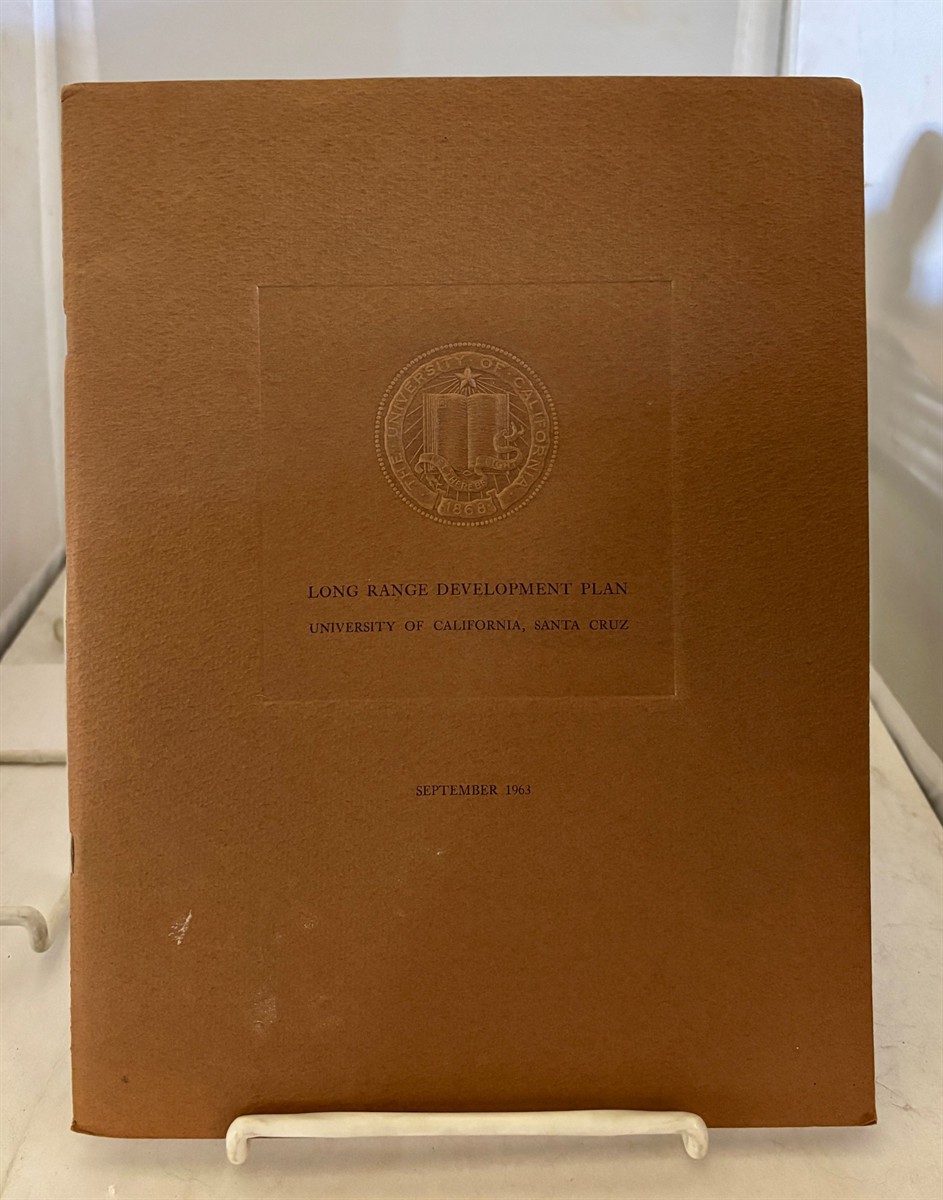 THE UNIVERSITY OF CALIFORNIA
LET THERE BE LIGHT
1868
LONG RANGE DEVELOPMENT PLAN
UNIVERSITY OF CALIFORNIA, SANTA CRUZ
SEPTEMBER 1963